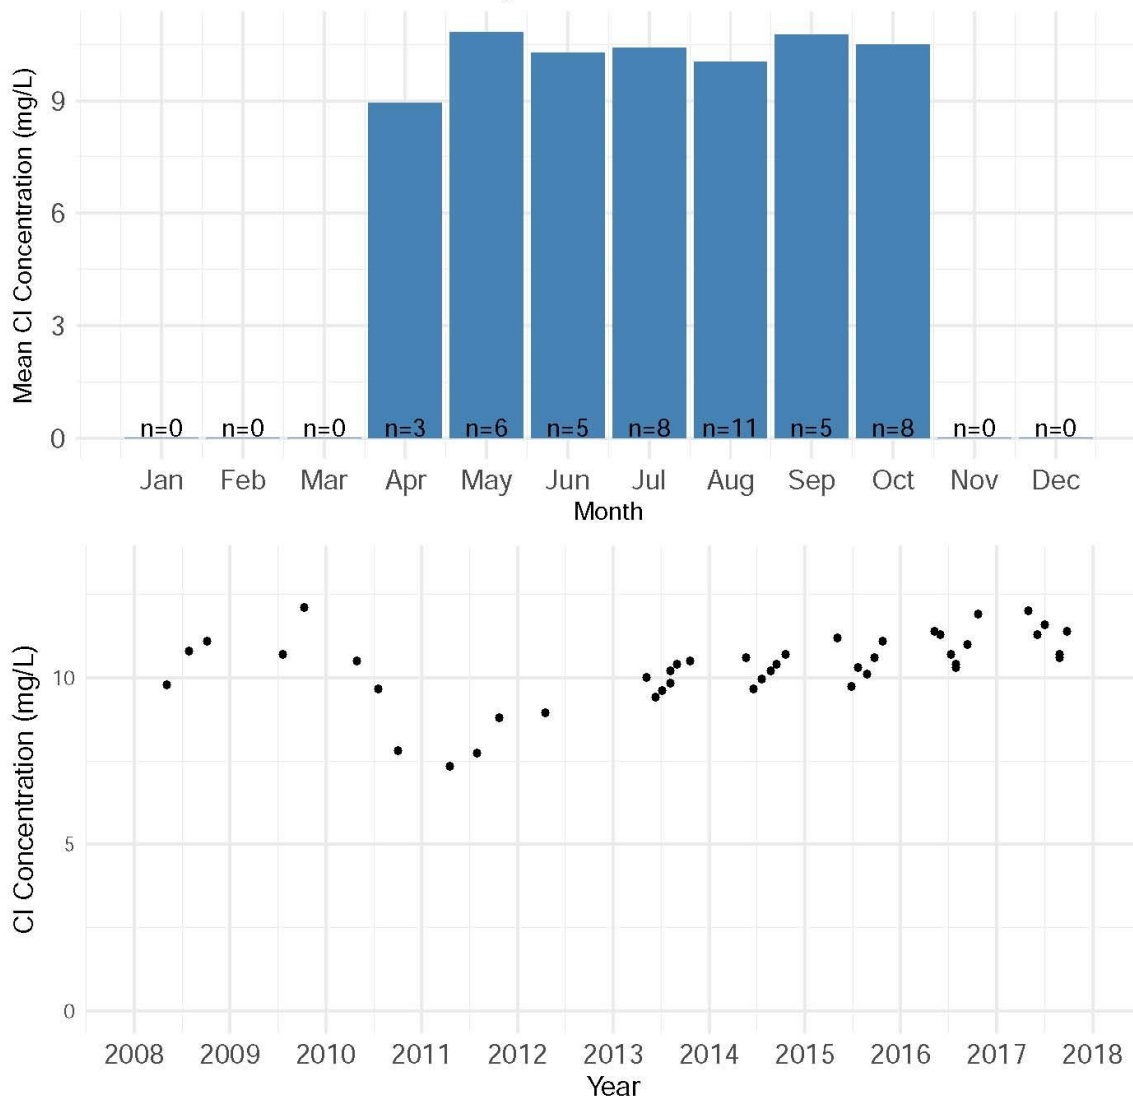 Mean Cl Concentration (mg/L)
9
6
3
0
n=0 n=0 n=0 n=3 n=6 n=5 n=8 n=11 n=5 n=8 n=0 n=0
Jan Feb Mar Apr May Jun Jul Aug Sep Oct Nov Dec
Month
Cl Concentration (mg/L)
10
5
0
2008 2009 2010 2011 2012 2013 2014 2015 2016 2017 2018
Year